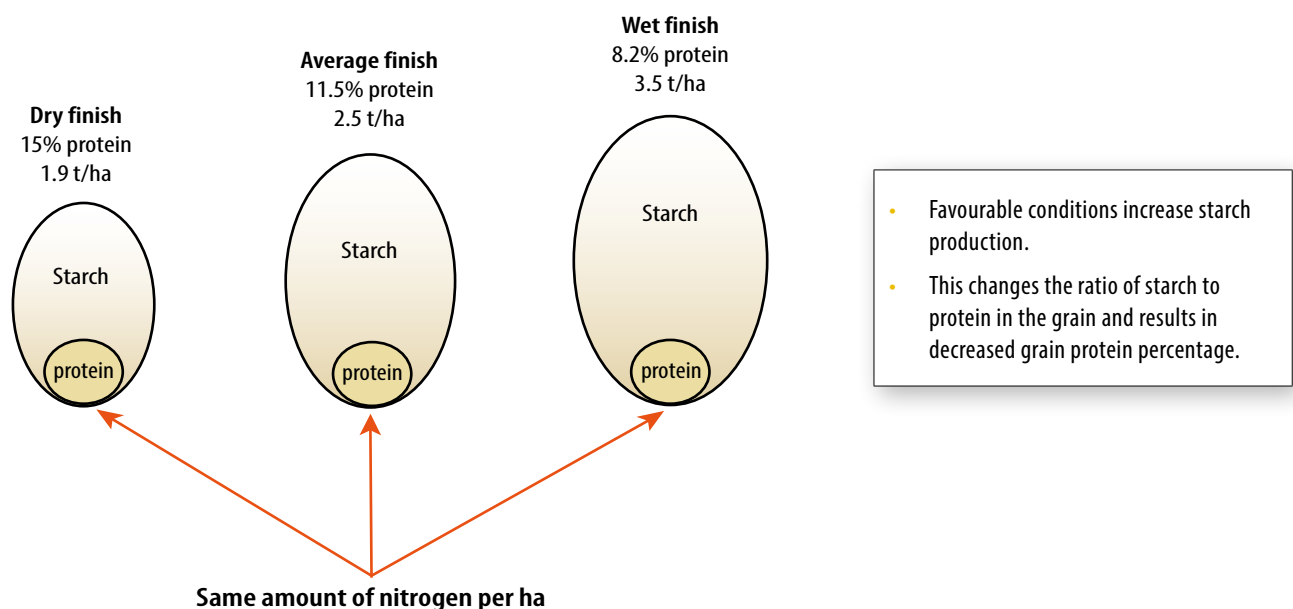 Dry finish
15% protein
1.9 t/ha
Average finish
11.5% protein
2.5 t/ha
Wet finish
8.2% protein
3.5 t/ha
Starch
protein
Starch
protein
Starch
protein
• Favourable conditions increase starch
production.
• This changes the ratio of starch to
protein in the grain and results in
decreased grain protein percentage.
Same amount of nitrogen per ha